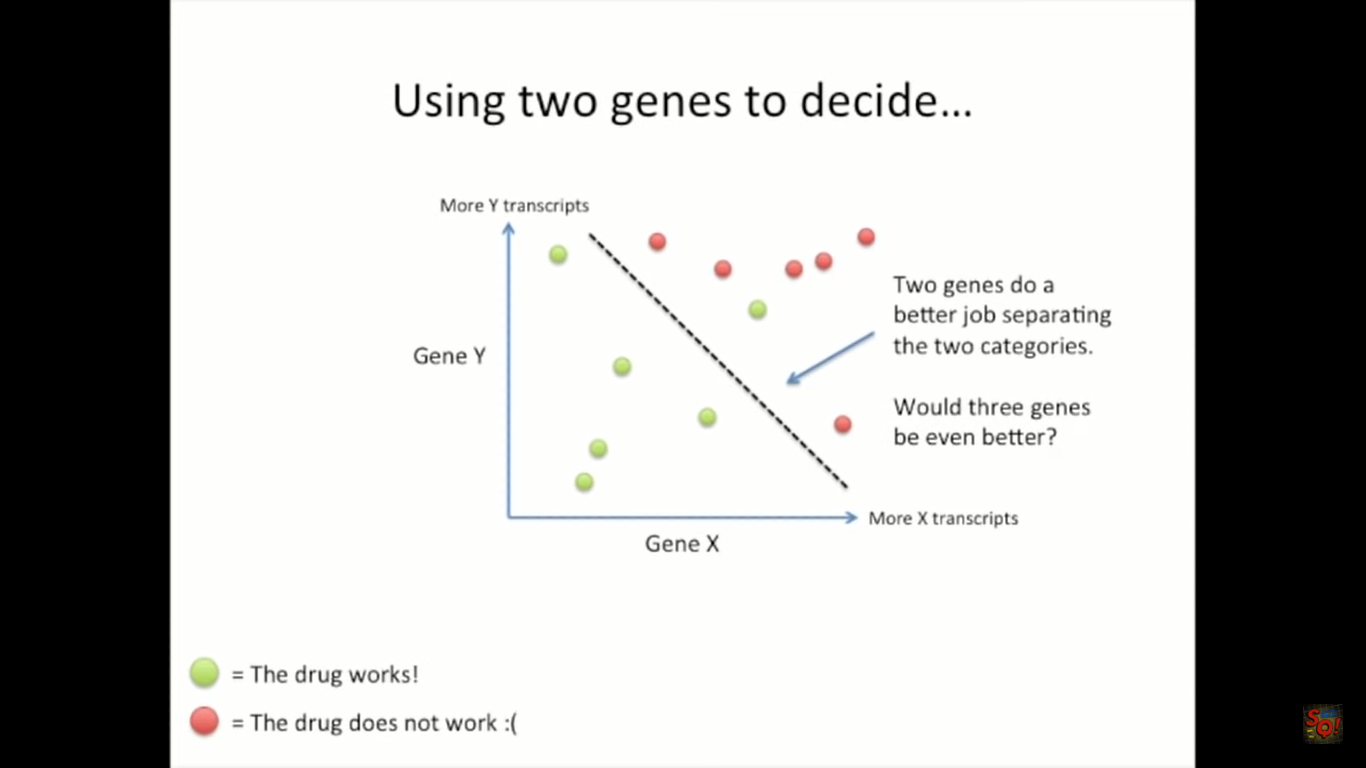 Using two genes to decide...
More Y transcripts
Gene Y
Two genes do a
better job separating
the two categories.
Would three genes
be even better?
More X transcripts
Gene X
= The drug works!
= The drug does not work :(
SQ!